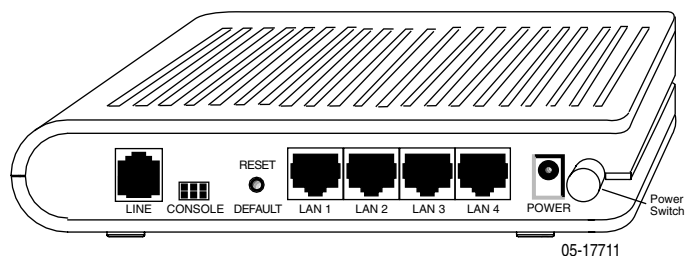 RESET
LINE CONSOLE DEFAULT LAN 1 LAN 2 LAN 3 LAN 4 POWER
Power
Switch
05-17711